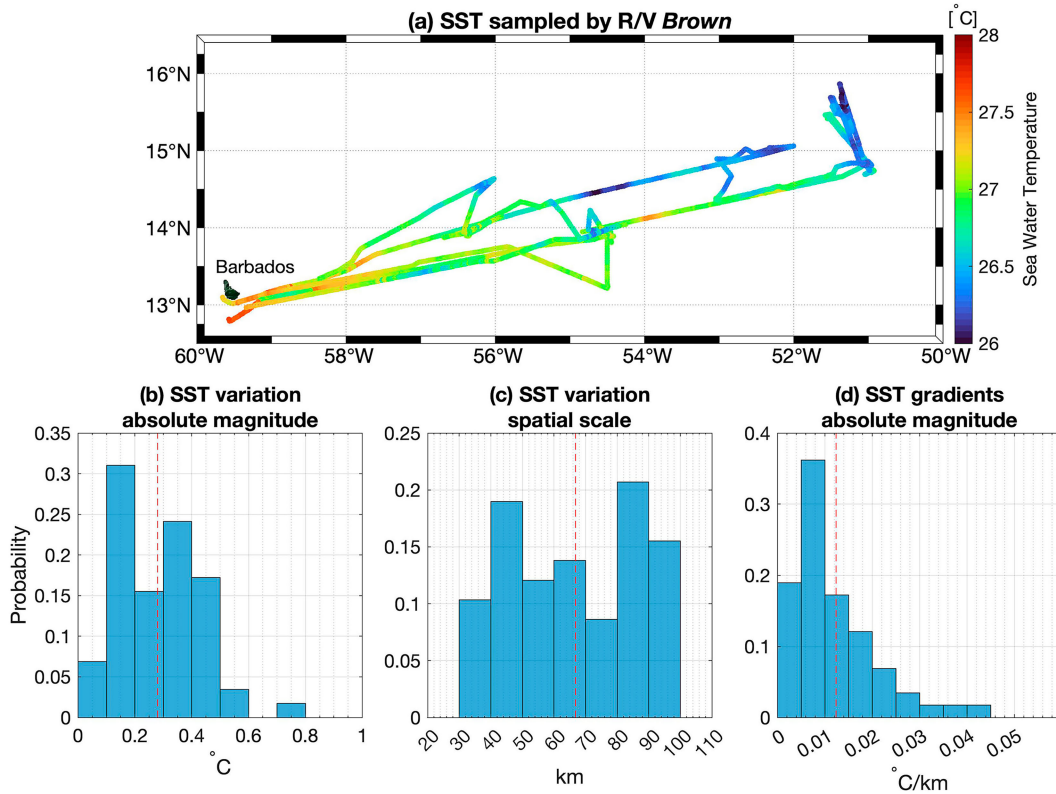 (a) SST sampled by R/V Brown
[°C]
16°N
15°N
14°N
13°N
Barbados
60°W 58°W 56°W 54°W 52°W 50°W
28
27.5
27
26.5
26
Sea Water Temperature
(b) SST variation
absolute magnitude
0.35
0.3
0.25
0.2
0.15
0.1
0.05
0
Probability
0 0.2 0.4 0.6 0.8 1
°C
(c) SST variation
spatial scale
0.25
0.2
0.15
0.1
0.05
0
20 30 40 50 60 70 80 90 100 110
km
(d) SST gradients
absolute magnitude
0.4
0.3
0.2
0.1
0
0 0.01 0.02 0.03 0.04 0.05
°C/km